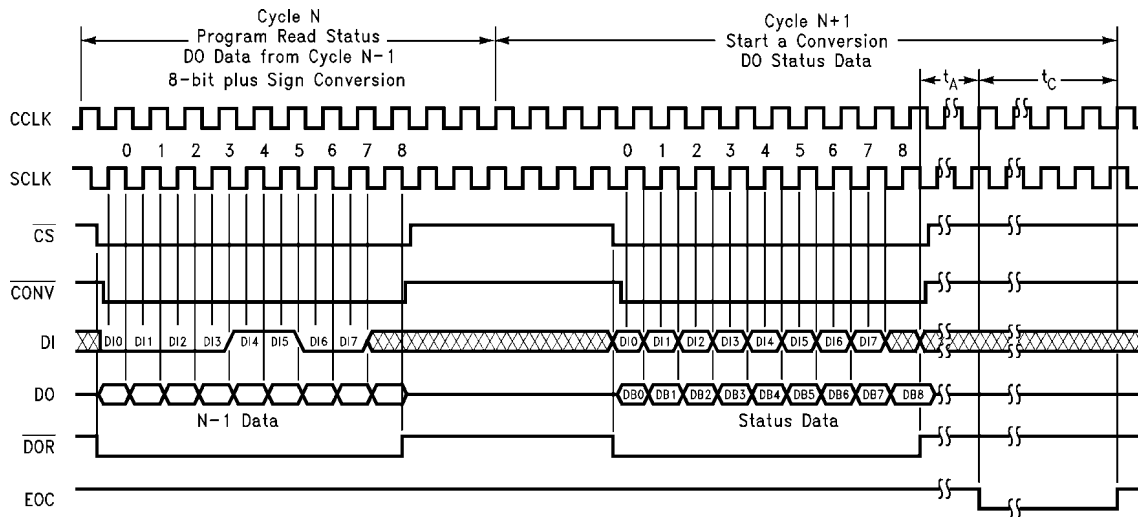 Cycle N
Program Read Status
DO Data from Cycle N-1
8-bit plus Sign Conversion
Cycle N+1
Start a Conversion
DO Status Data
tA
tC
CCLK
0 1 2 3 4 5 6 7 8 0 1 2 3 4 5 6 7 8
SCLK
CS
CONV
DI DI0 DI1 DI2 DI3 DI4 DI5 DI6 DI7 DI0 DI1 DI2 DI3 DI4 DI5 DI6 DI7
DO DB0 DB1 DB2 DB3 DB4 DB5 DB6 DB7 DB8
N-1 Data Status Data
DOR
EOC